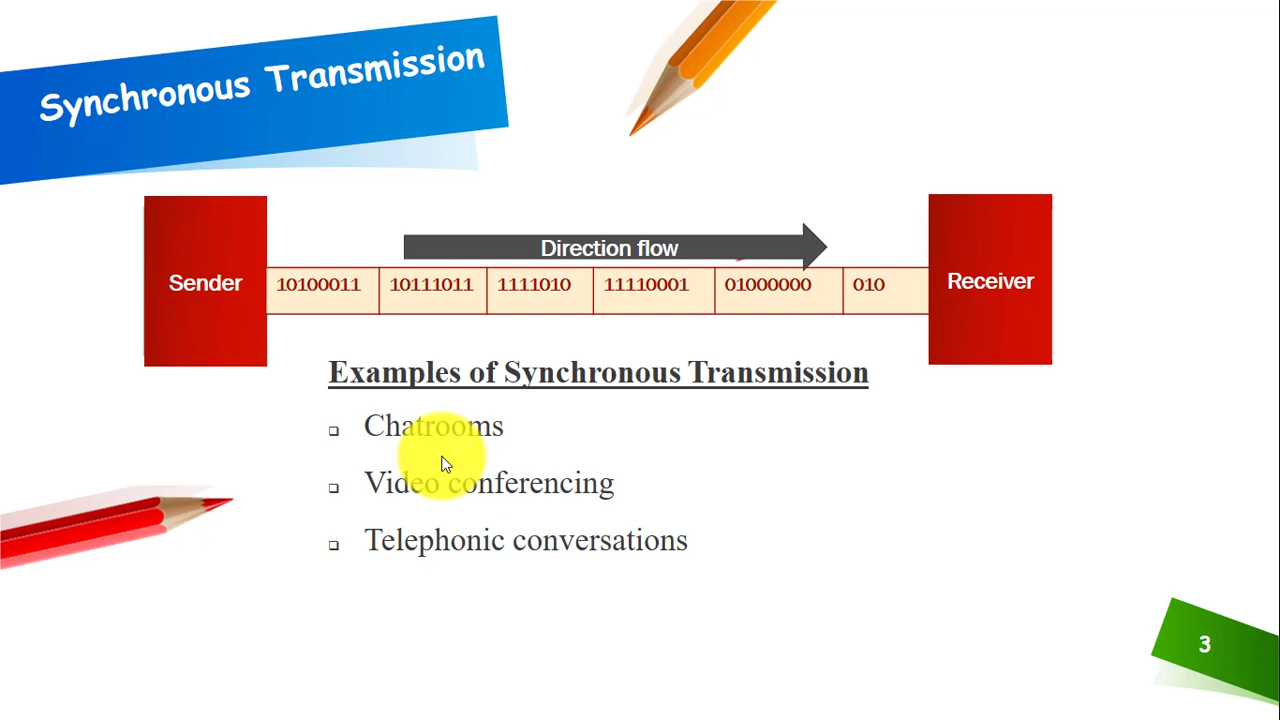 Synchronous Transmission
Direction flow
Sender
10100011 10111011 1111010 11110001 01000000 010
Receiver
Examples of Synchronous Transmission
Chatrooms
Video conferencing
Telephonic conversations
3